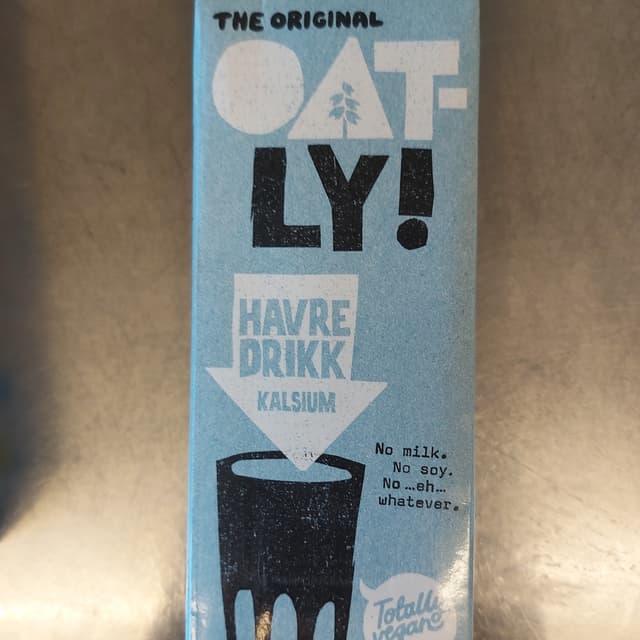 THE ORIGINAL
OAT-
LY!
HAVRE
DRIKK
KALSIUM
No milk.
No soy.
No …eh…
whatever.
Totally
vegan